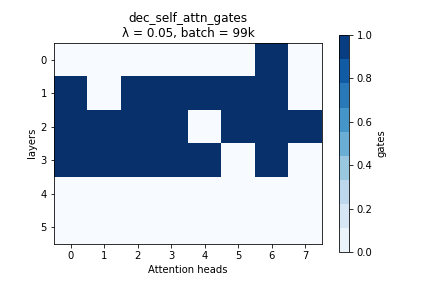 dec_self_attn_gates
λ = 0.05, batch = 99k
layers
0
1
2
3
4
5
0 1 2 3 4 5 6 7
Attention heads
1.0
0.8
0.6
0.4
0.2
0.0
gates